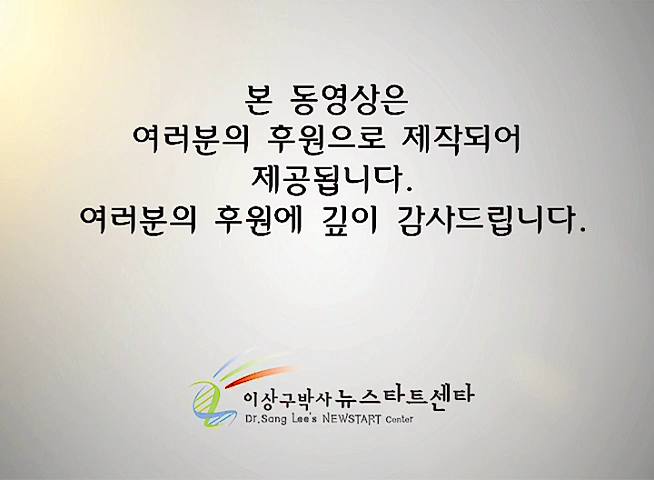 본 동영상은
여러분의 후원으로 제작되어
제공됩니다.
여러분의 후원에 깊이 감사드립니다.
이상구박사뉴스타트센타
Dr.Sang Lee's NEWSTART Center